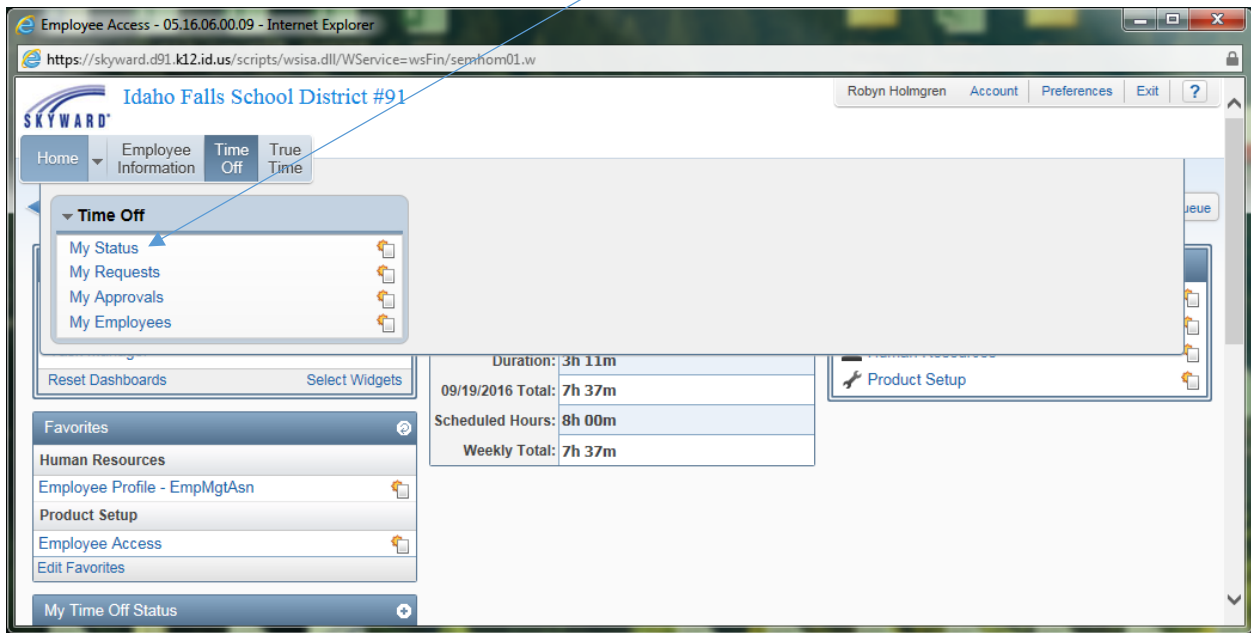 Employee Access - 05.16.06.00.09 - Internet Explorer
https://skyward.d91.k12.id.us/scripts/wsisa.dll/WService=wsFin/semhom01.w
SKYWARD
Idaho Falls School District #91
Robyn Holmgren Account Preferences Exit ?
Home Employee Information Time Off True Time
Time Off
My Status
My Requests
My Approvals
My Employees
Reset Dashboards Select Widgets
Duration: 3h 11m
09/19/2016 Total: 7h 37m
Scheduled Hours: 8h 00m
Weekly Total: 7h 37m
Human Resources
Product Setup
Favorites
Human Resources
Employee Profile - EmpMgtAsn
Product Setup
Employee Access
Edit Favorites
My Time Off Status